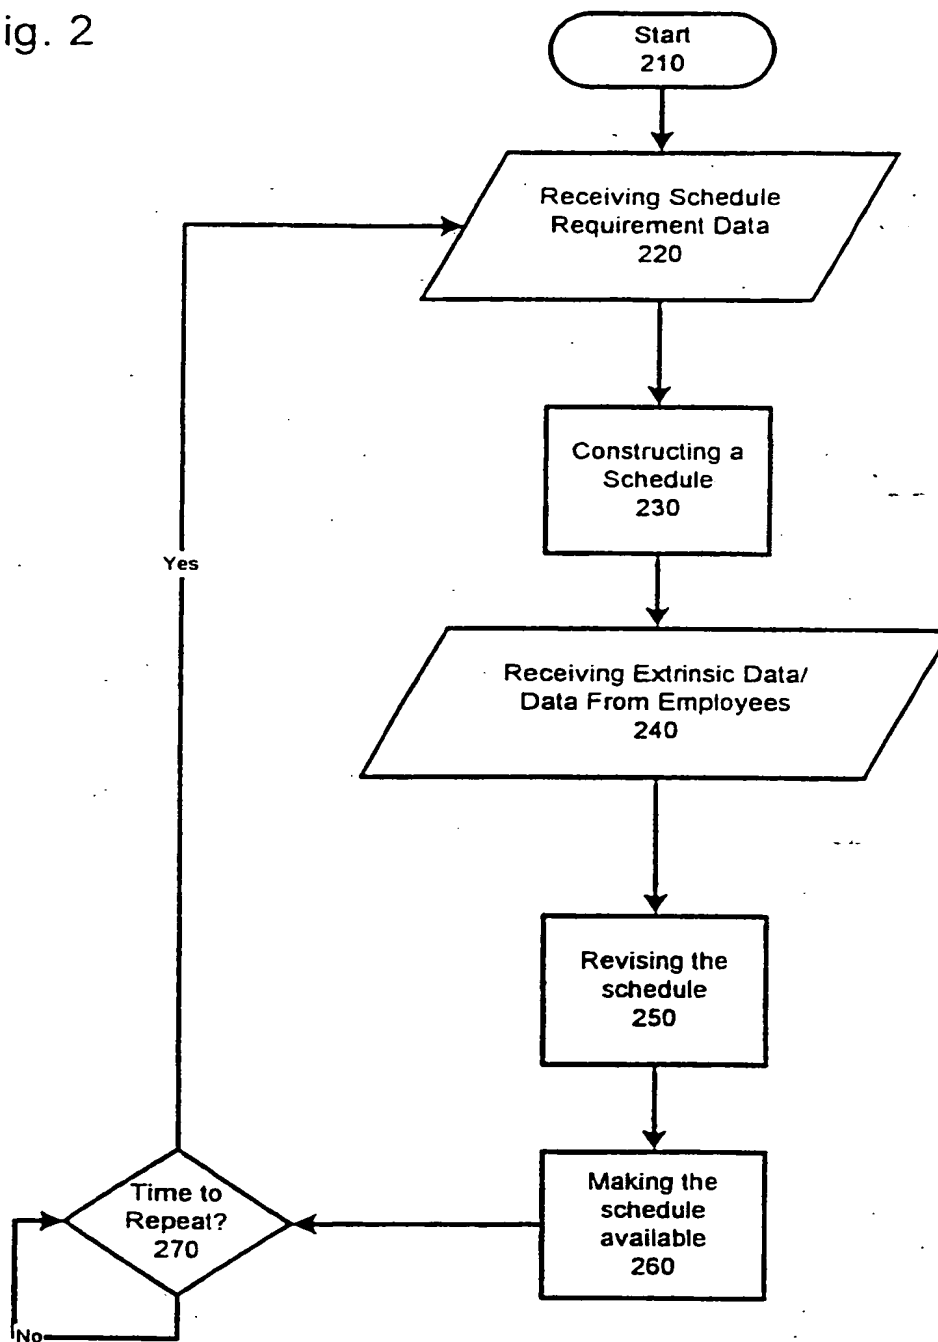 ig. 2
Start
210
Receiving Schedule
Requirement Data
220
Constructing a
Schedule
230
Yes
Receiving Extrinsic Data/
Data From Employees
240
Revising the
schedule
250
Making the
schedule
available
260
Time to
Repeat?
270
No